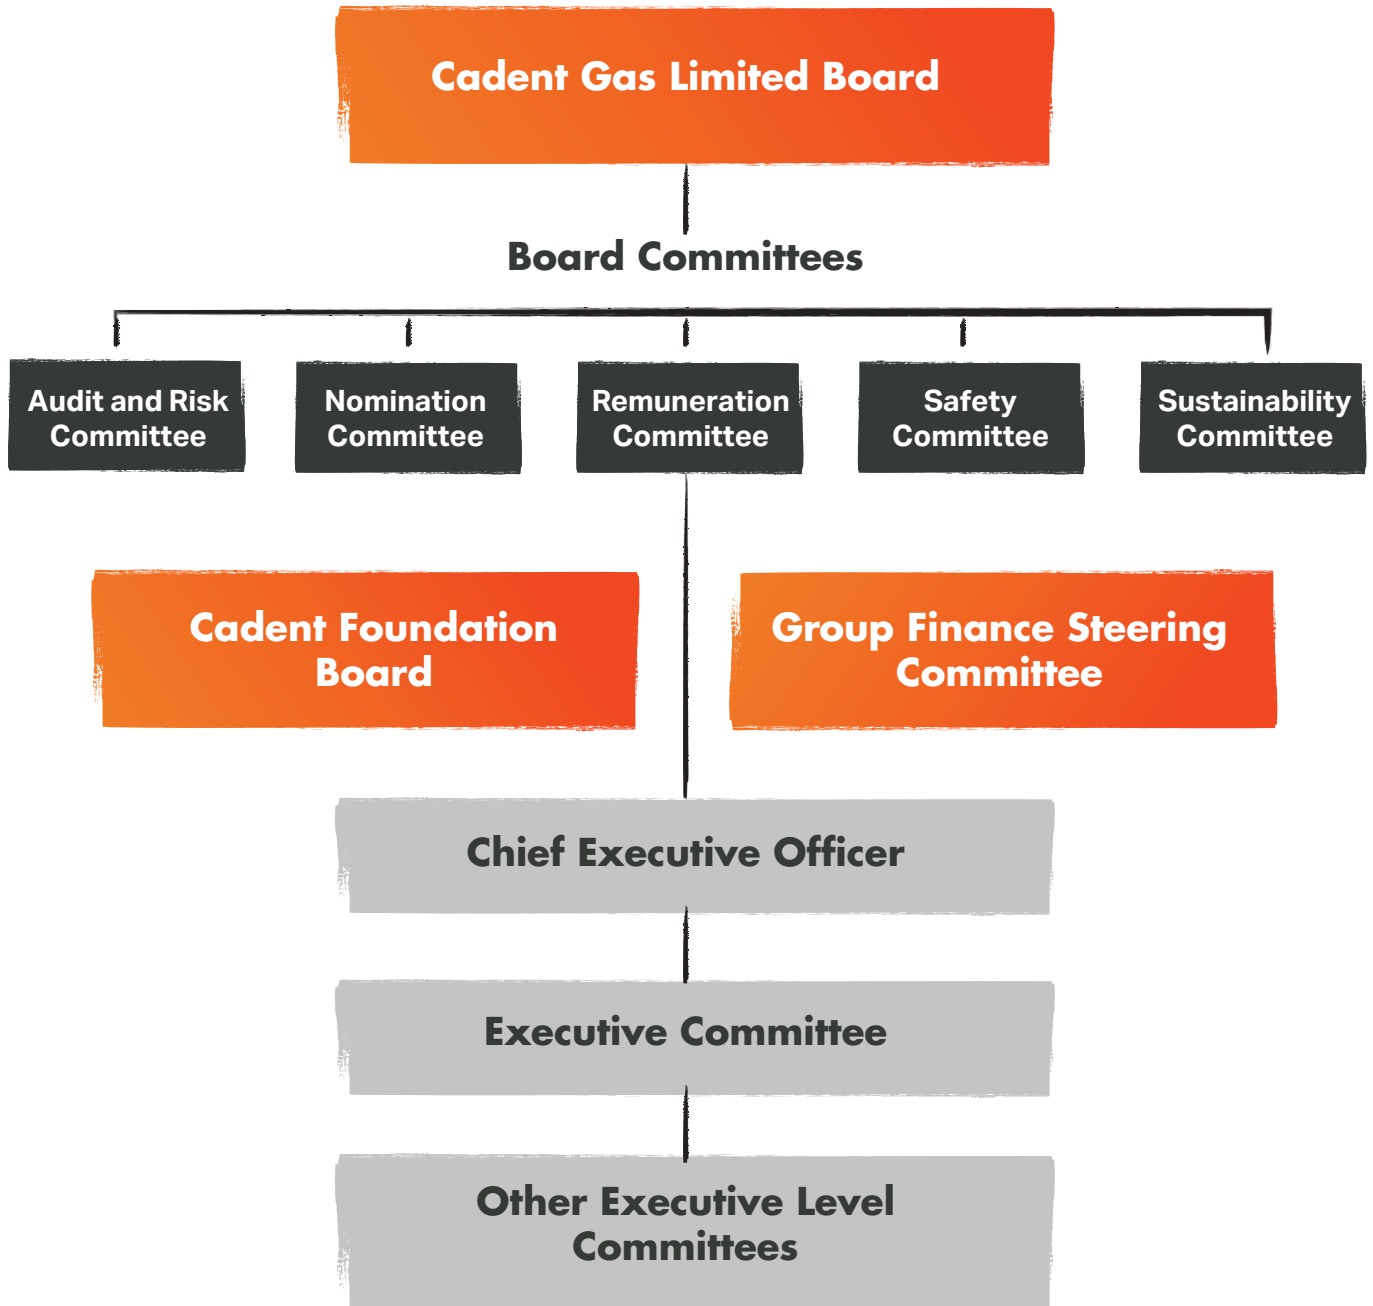 Cadent Gas Limited Board
Board Committees
Audit and Risk
Committee
Nomination
Committee
Remuneration
Committee
Safety
Committee
Sustainability
Committee
Cadent Foundation
Board
Group Finance Steering
Committee
Chief Executive Officer
Executive Committee
Other Executive Level
Committees